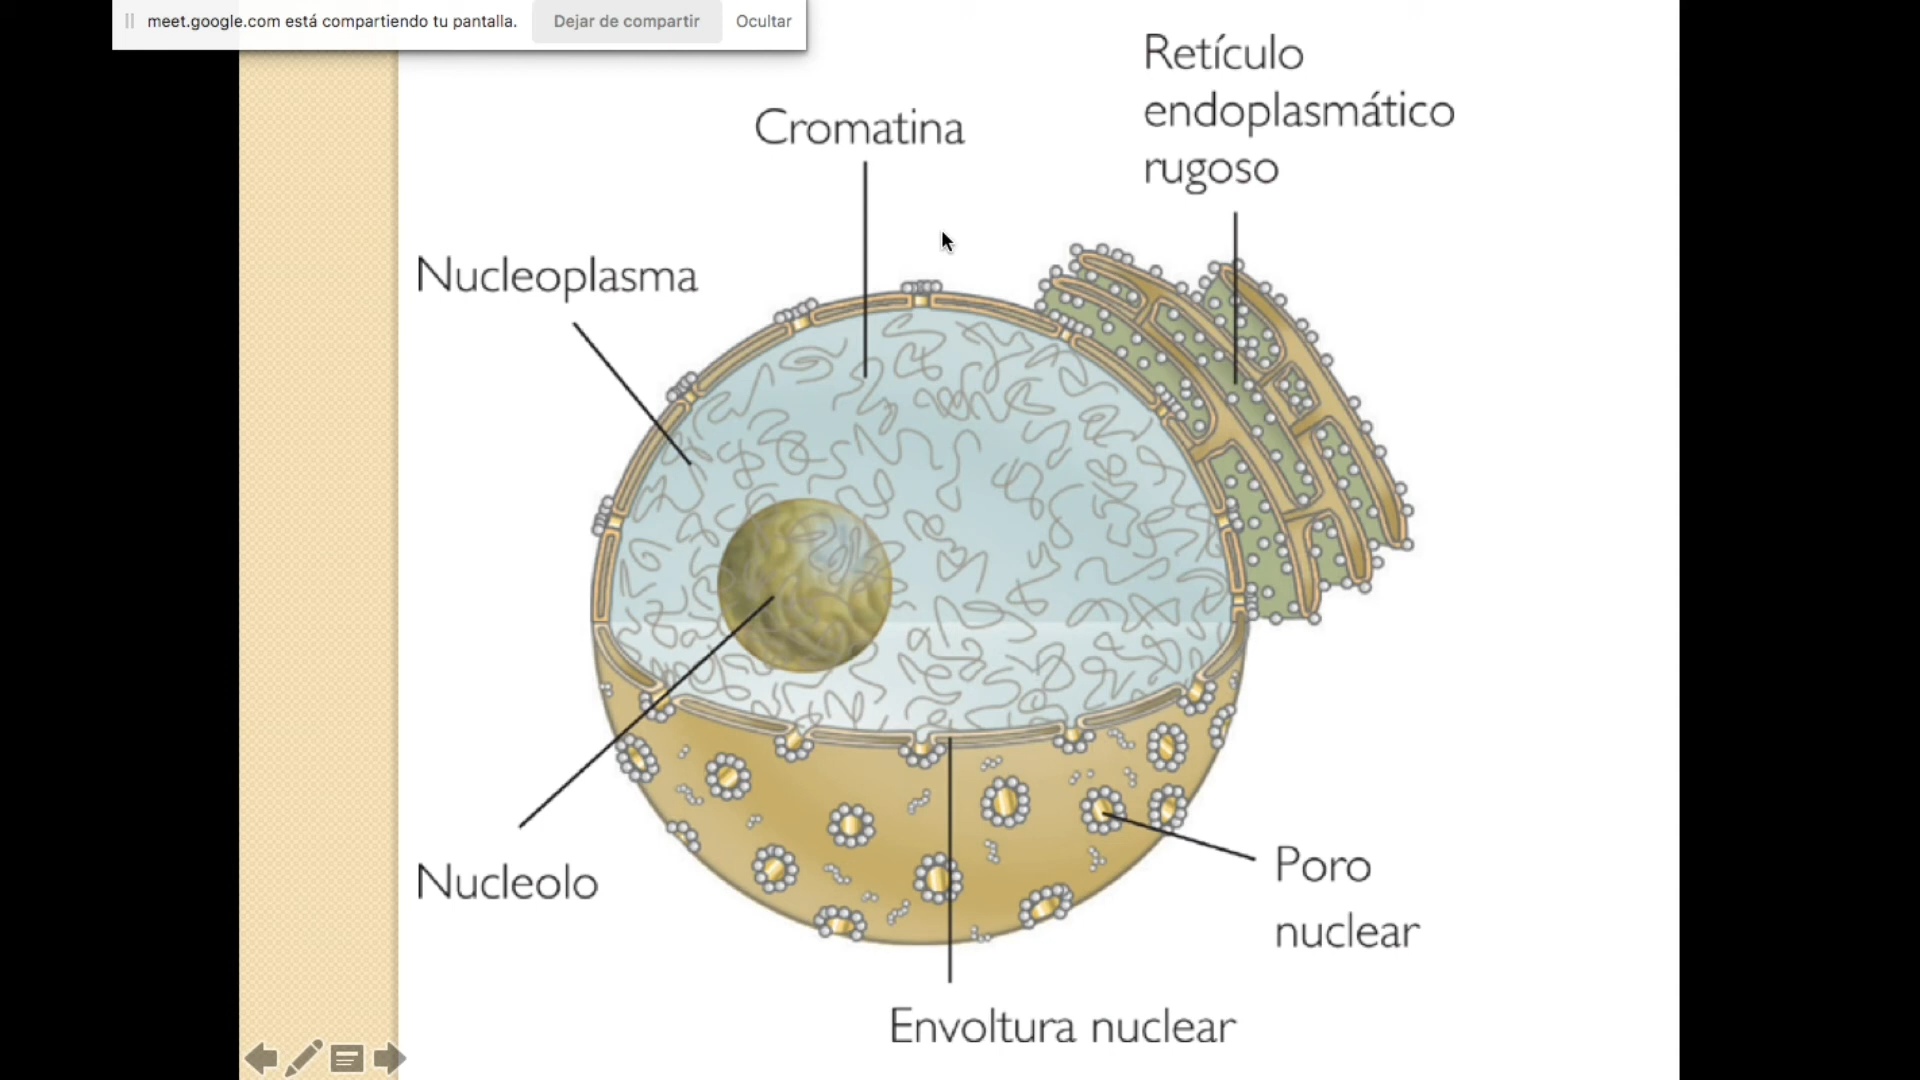 meet.google.com está compartiendo tu pantalla. Dejar de compartir Ocultar
Retículo
endoplasmático
rugoso
Cromatina
Nucleoplasma
Nucleolo
Poro
nuclear
Envoltura nuclear